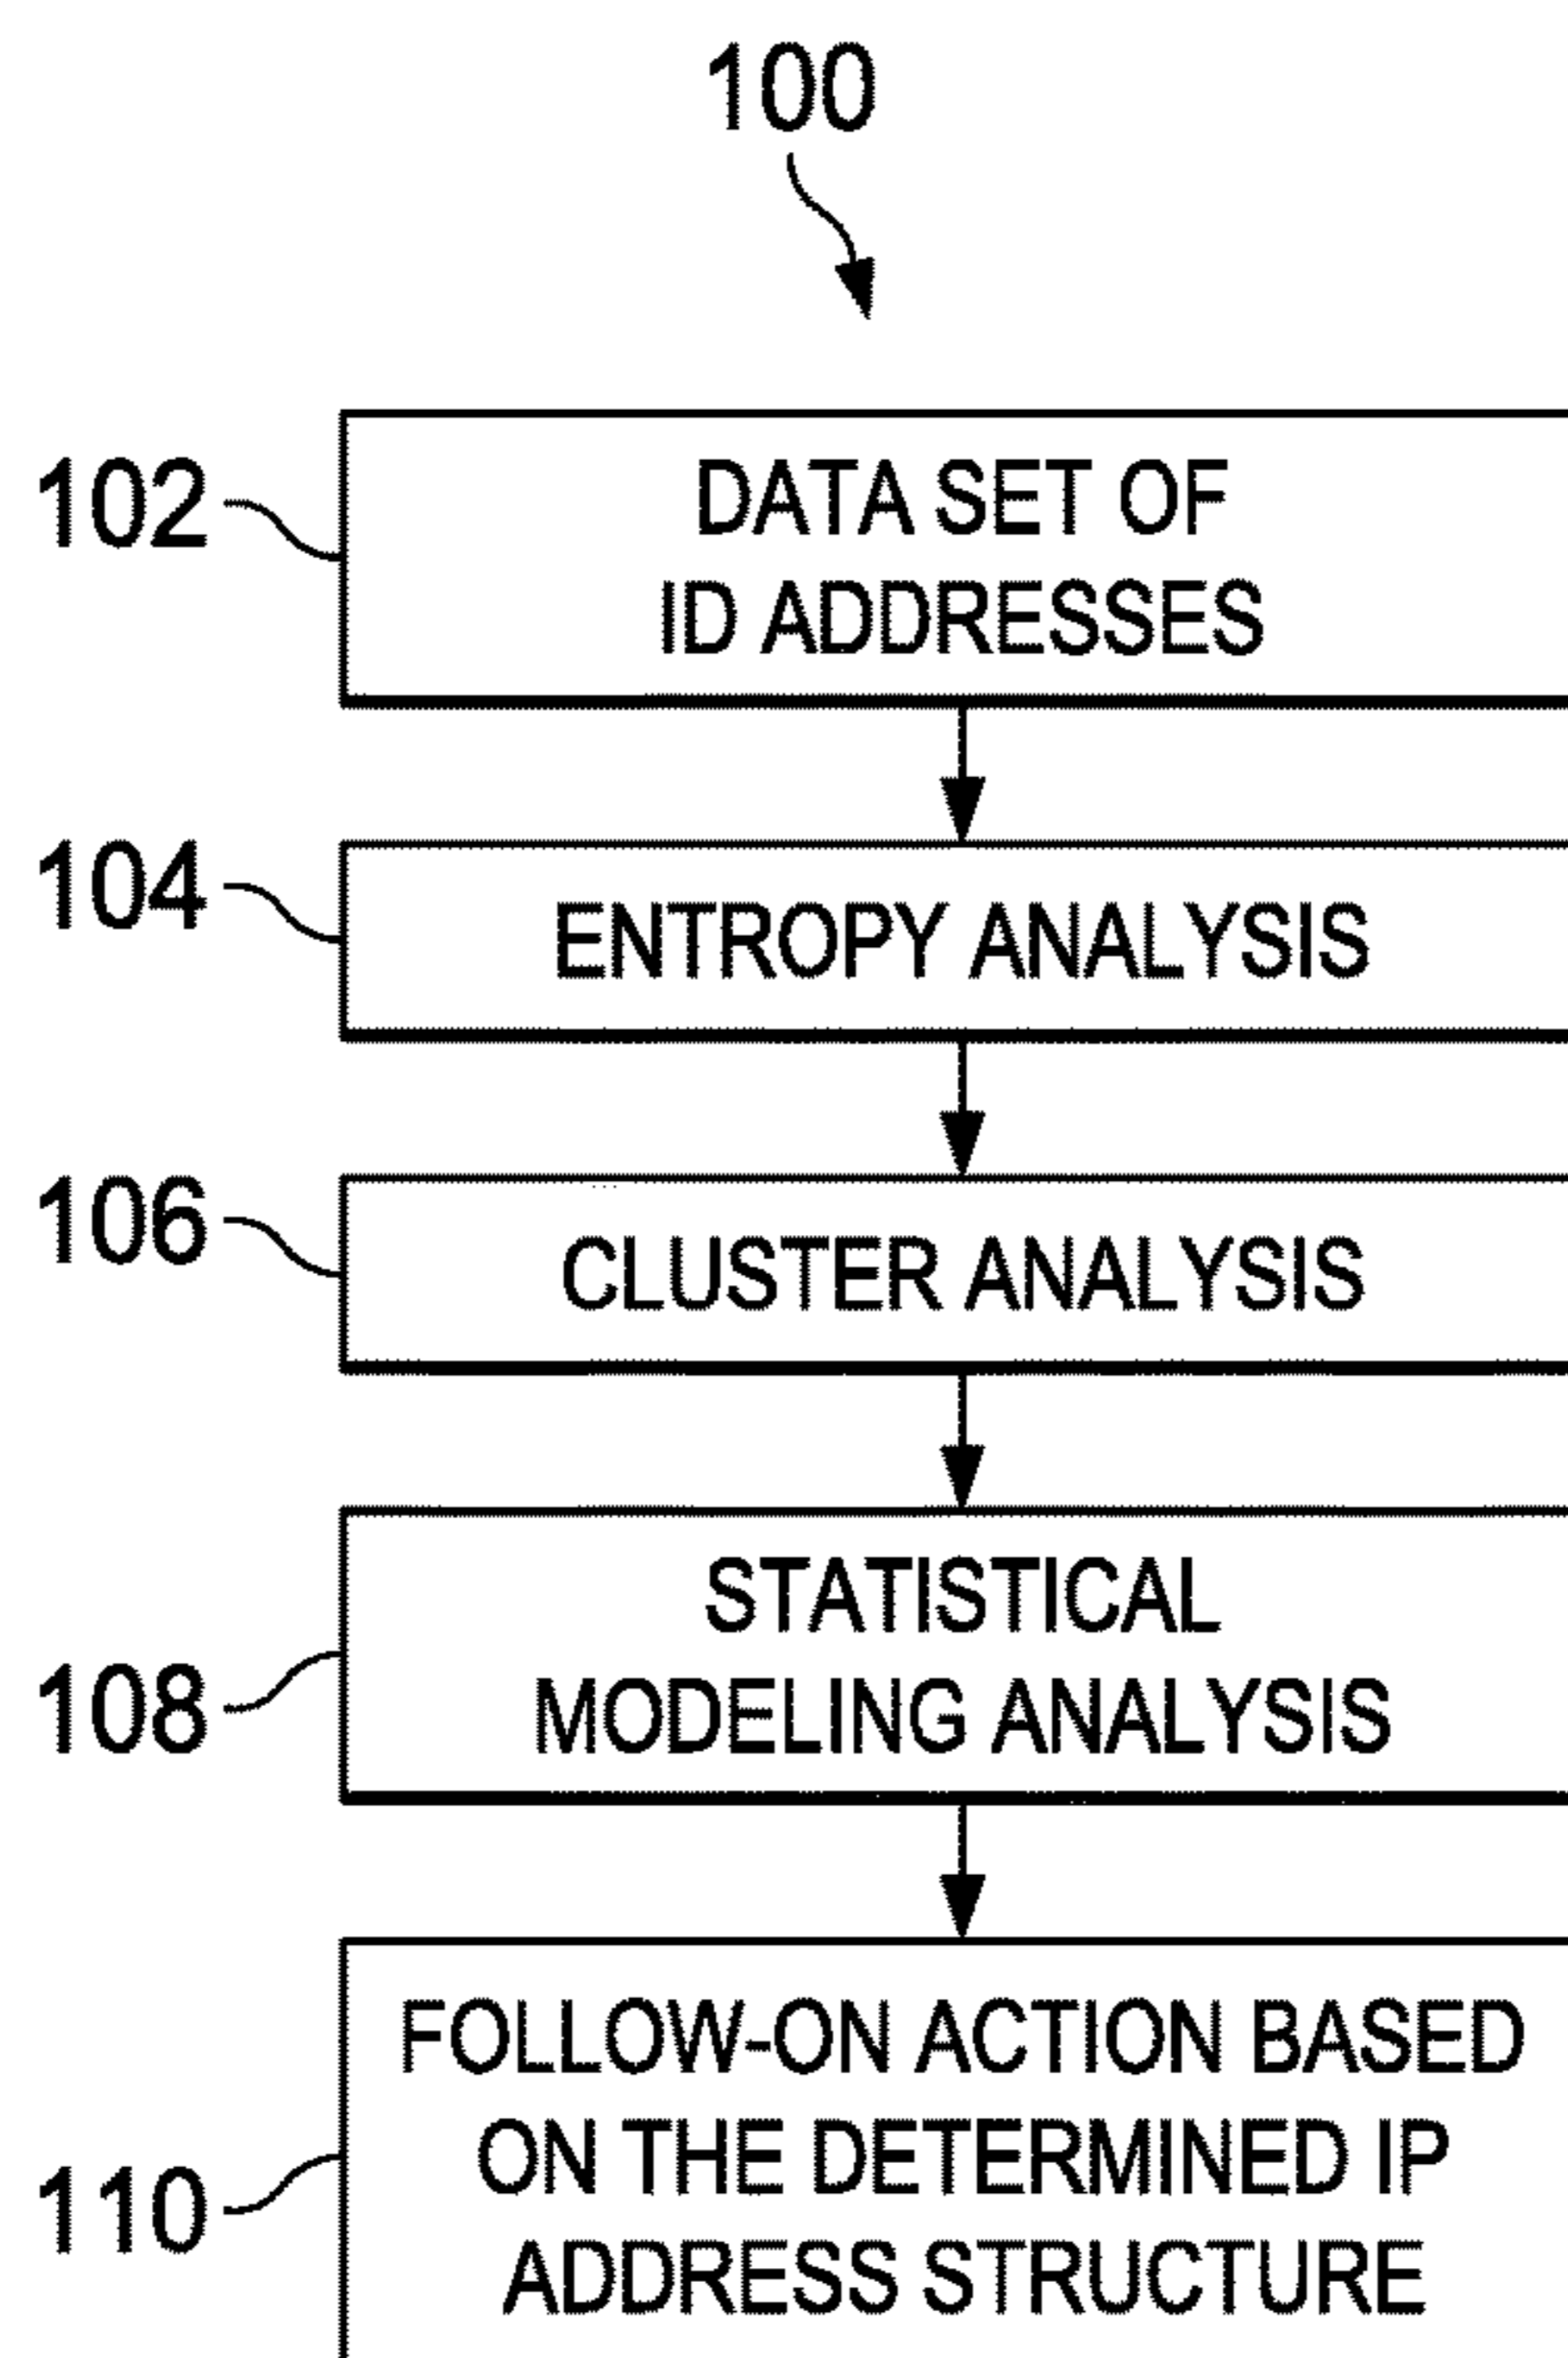 100
102
DATA SET OF
ID ADDRESSES
104
ENTROPY ANALYSIS
106
CLUSTER ANALYSIS
108
STATISTICAL
MODELING ANALYSIS
110
FOLLOW-ON ACTION BASED
ON THE DETERMINED IP
ADDRESS STRUCTURE